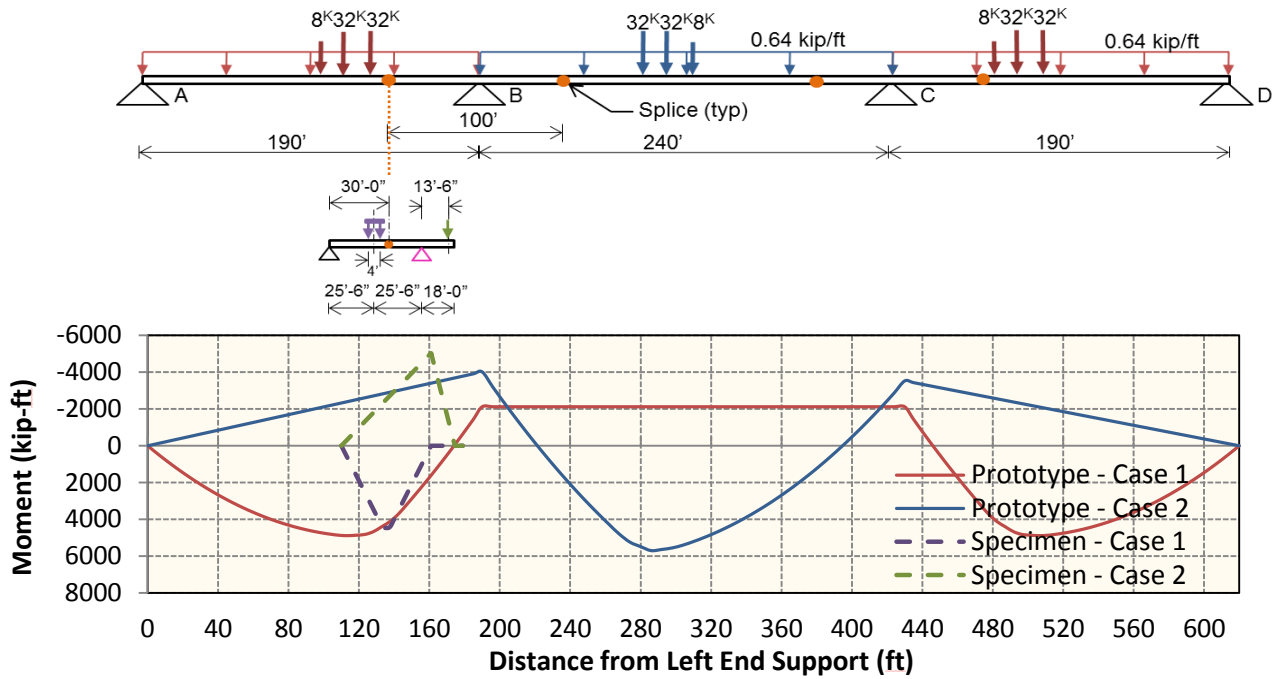 8ᴷ32ᴷ32ᴷ
32ᴷ32ᴷ8ᴷ
8ᴷ32ᴷ32ᴷ
0.64 kip/ft
0.64 kip/ft
A
B
C
D
Splice (typ)
100'
190'
240'
190'
30'-0"
13'-6"
4'
25'-6"
25'-6"
18'-0"
Moment (kip-ft)
-6000
-4000
-2000
0
2000
4000
6000
8000
Prototype - Case 1
Prototype - Case 2
Specimen - Case 1
Specimen - Case 2
0 40 80 120 160 200 240 280 320 360 400 440 480 520 560 600
Distance from Left End Support (ft)